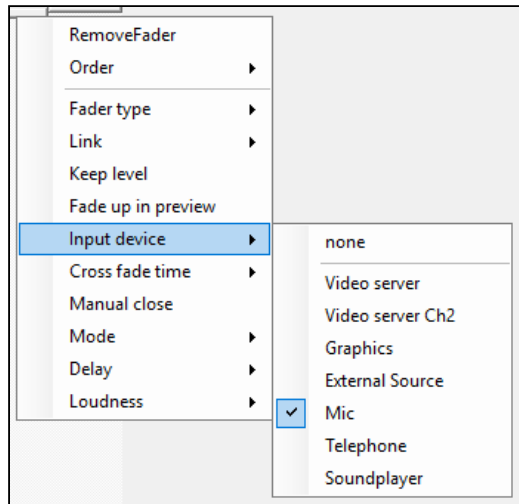 RemoveFader
Order
Fader type
Link
Keep level
Fade up in preview
Input device
Cross fade time
Manual close
Mode
Delay
Loudness
none
Video server
Video server Ch2
Graphics
External Source
Mic
Telephone
Soundplayer